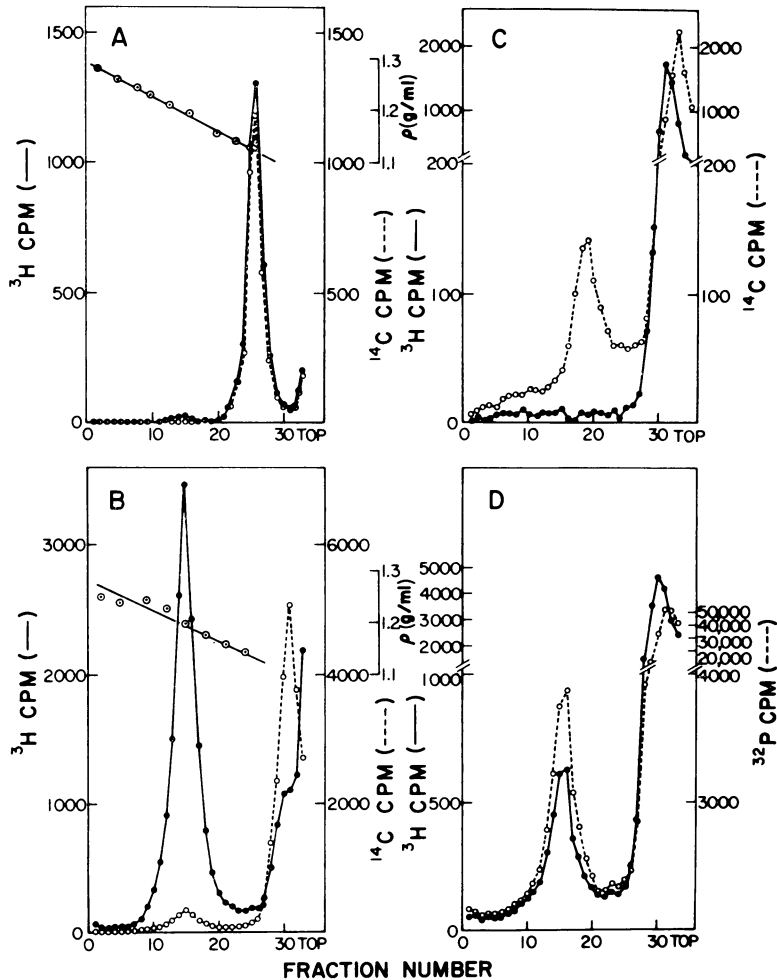 A
1500
1000
500
0
³H CPM (——)
1500
1000
500
1.3
1.2
1.1
ρ(g/ml)
¹⁴C CPM (----)
0 10 20 30 TOP
C
2000
1000
200
100
0
³H CPM (——)
2000
1000
200
100
¹⁴C CPM (----)
0 10 20 30 TOP
B
3000
2000
1000
0
³H CPM (——)
6000
4000
2000
1.3
1.2
1.1
ρ(g/ml)
¹⁴C CPM (----)
0 10 20 30 TOP
D
5000
4000
3000
2000
1000
500
0
³H CPM (——)
50,000
40,000
30,000
20,000
4000
3000
³²P CPM (----)
0 10 20 30 TOP
FRACTION NUMBER